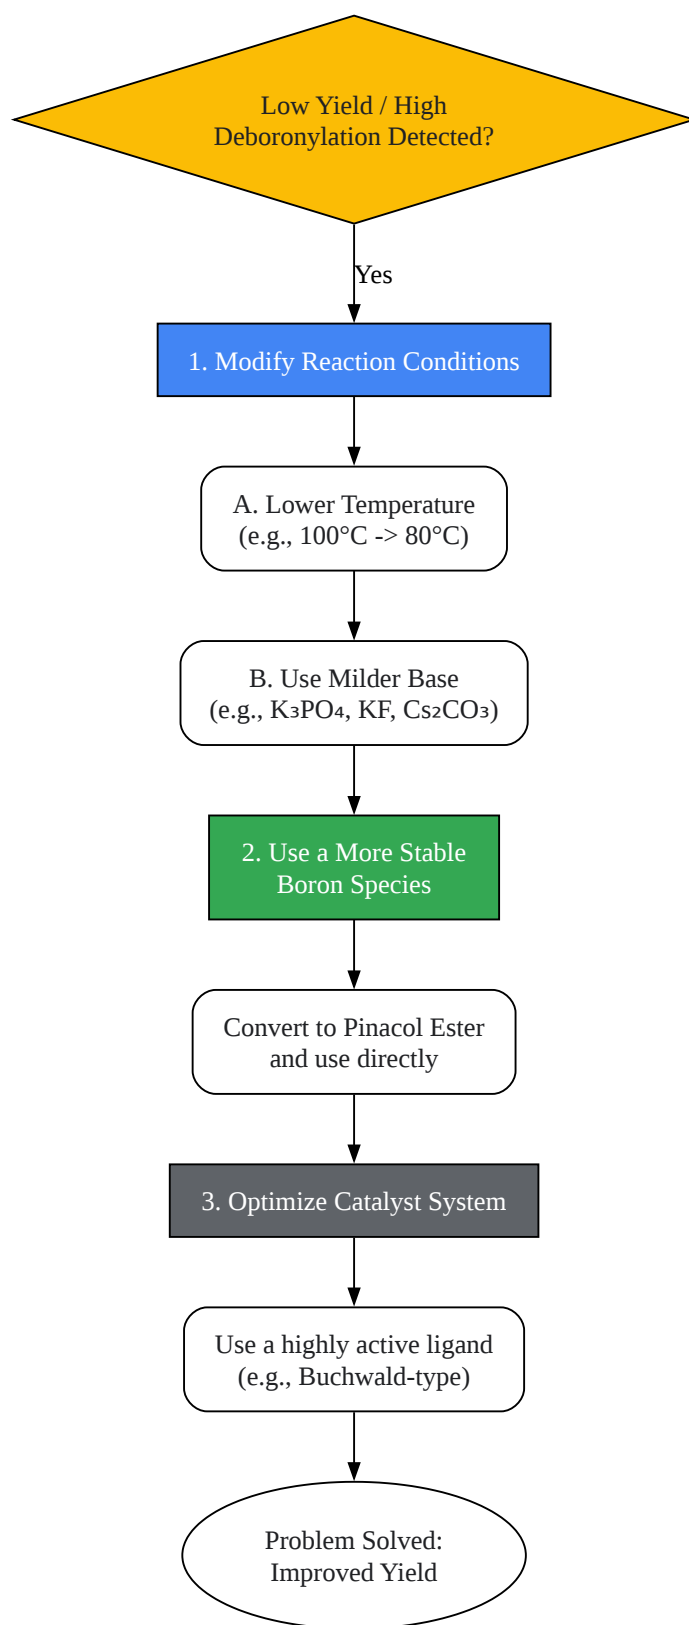 Low Yield / High
Deboronylation Detected?
Yes
1. Modify Reaction Conditions
A. Lower Temperature
(e.g., 100°C -> 80°C)
B. Use Milder Base
(e.g., K₃PO₄, KF, Cs₂CO₃)
2. Use a More Stable
Boron Species
Convert to Pinacol Ester
and use directly
3. Optimize Catalyst System
Use a highly active ligand
(e.g., Buchwald-type)
Problem Solved:
Improved Yield